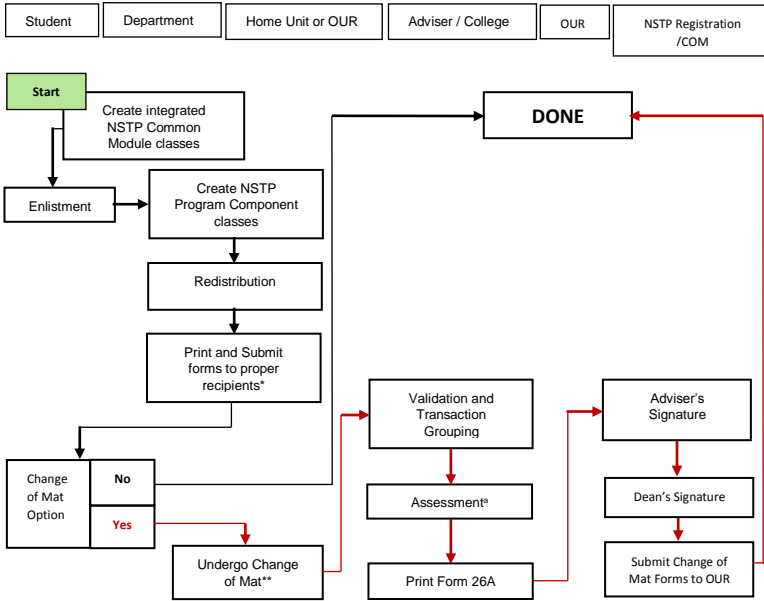 Student
Department
Home Unit or OUR
Adviser / College
OUR
NSTP Registration
/COM
Start
Create integrated
NSTP Common
Module classes
DONE
Enlistment
Create NSTP
Program Component
classes
Redistribution
Print and Submit
forms to proper
recipients*
Change
of Mat
Option
No
Yes
Undergo Change
of Mat**
Validation and
Transaction
Grouping
Assessmentª
Print Form 26A
Adviser's
Signature
Dean's Signature
Submit Change of
Mat Forms to OUR